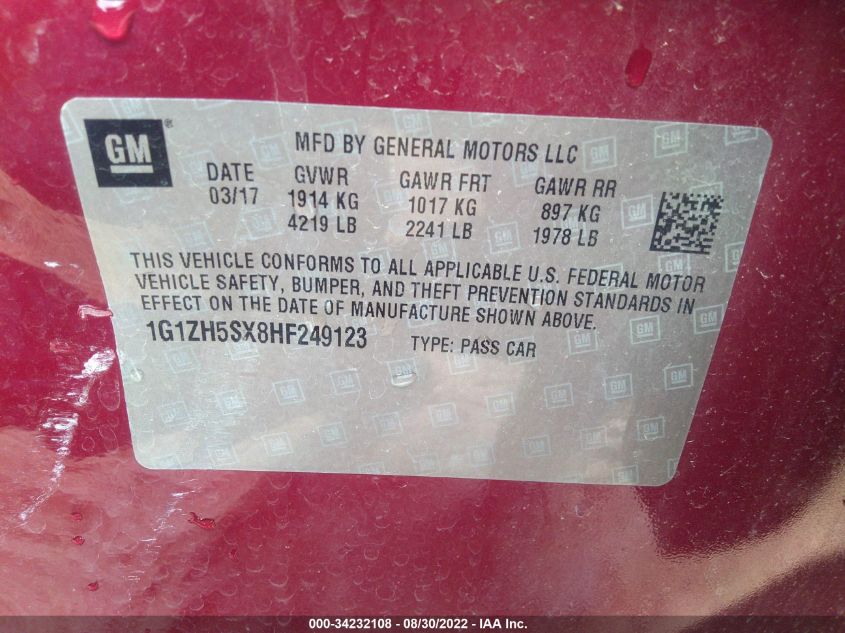 GM
®
MFD BY GENERAL MOTORS LLC
DATE GVWR GAWR FRT GAWR RR
03/17 1914 KG 1017 KG 897 KG
4219 LB 2241 LB 1978 LB
THIS VEHICLE CONFORMS TO ALL APPLICABLE U.S. FEDERAL MOTOR
VEHICLE SAFETY, BUMPER, AND THEFT PREVENTION STANDARDS IN
EFFECT ON THE DATE OF MANUFACTURE SHOWN ABOVE.
1G1ZH5SX8HF249123 TYPE: PASS CAR
000-34232108 - 08/30/2022 - IAA Inc.